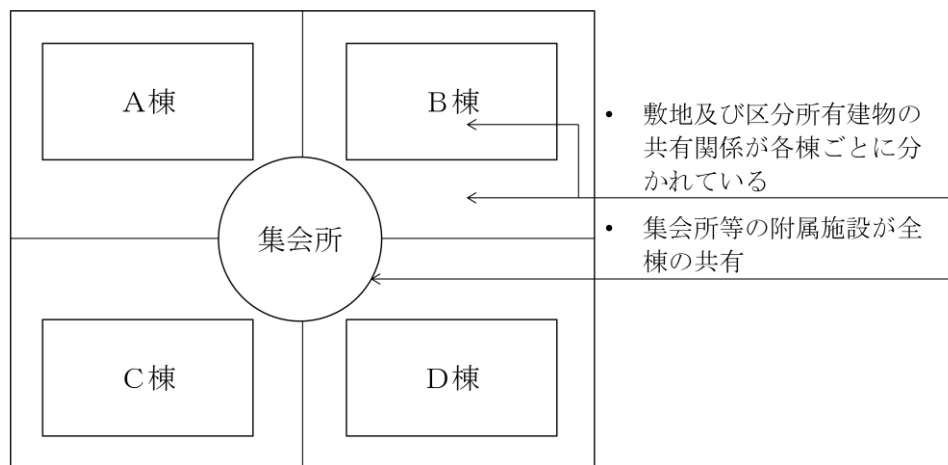 Ａ棟
Ｂ棟
集会所
Ｃ棟
Ｄ棟
• 敷地及び区分所有建物の
共有関係が各棟ごとに分
かれている
• 集会所等の附属施設が全
棟の共有